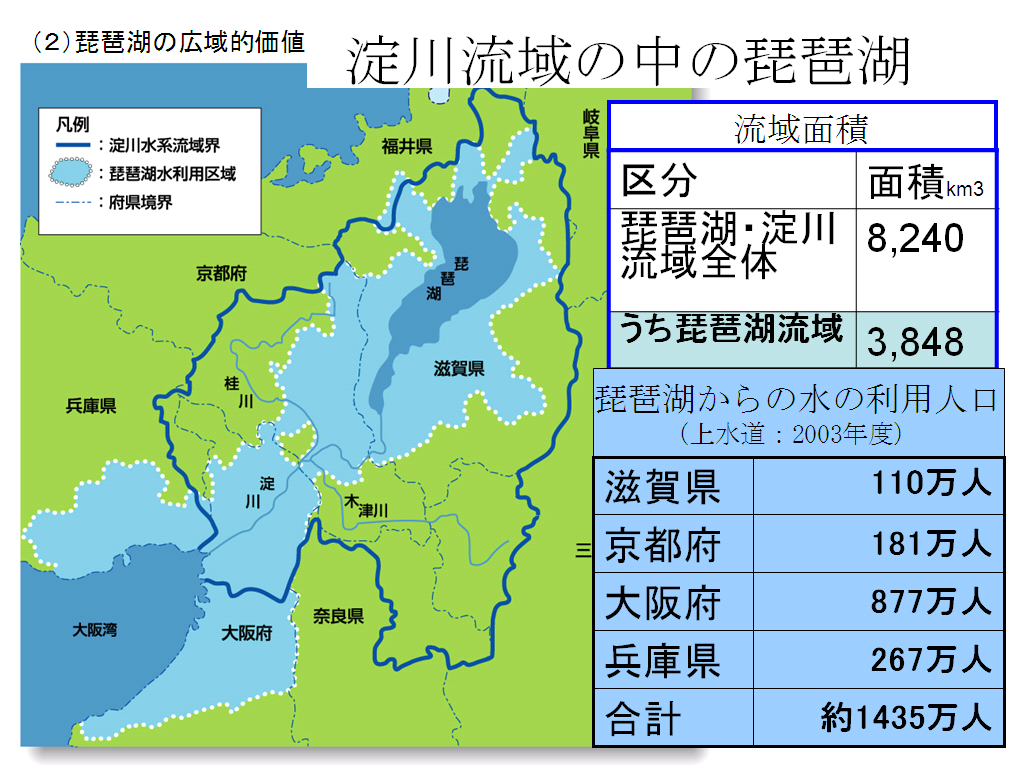 (２)琵琶湖の広域的価値
淀川流域の中の琵琶湖
凡例
：淀川水系流域界
：琵琶湖水利用区域
：府県境界
福井県
岐阜県
京都府
琵琶湖
滋賀県
兵庫県
桂川
淀川
木津川
三
大阪湾
大阪府
奈良県
流域面積
区分 面積km3
琵琶湖・淀川
流域全体 8,240
うち琵琶湖流域 3,848
琵琶湖からの水の利用人口
（上水道：2003年度）
滋賀県 110万人
京都府 181万人
大阪府 877万人
兵庫県 267万人
合計 約1435万人